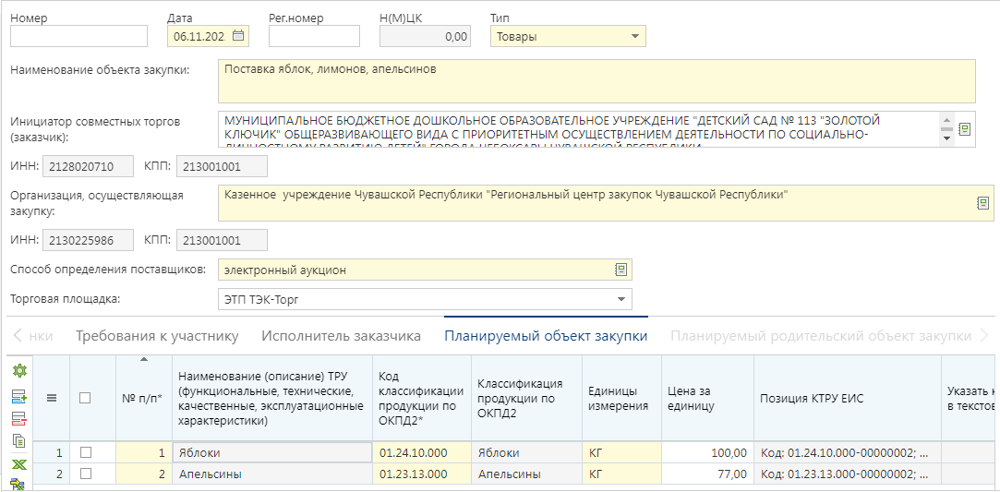 Номер Дата Рег.номер Н(М)ЦК Тип
06.11.202 0,00 Товары
Наименование объекта закупки: Поставка яблок, лимонов, апельсинов
Инициатор совместных торгов (заказчик):
МУНИЦИПАЛЬНОЕ БЮДЖЕТНОЕ ДОШКОЛЬНОЕ ОБРАЗОВАТЕЛЬНОЕ УЧРЕЖДЕНИЕ "ДЕТСКИЙ САД № 113 "ЗОЛОТОЙ
КЛЮЧИК" ОБЩЕРАЗВИВАЮЩЕГО ВИДА С ПРИОРИТЕТНЫМ ОСУЩЕСТВЛЕНИЕМ ДЕЯТЕЛЬНОСТИ ПО СОЦИАЛЬНО-
ЛИЧНОСТНОМУ РАЗВИТИЮ ДЕТЕЙ" ГОРОДА ЧЕБОКСАРЫ ЧУВАШСКОЙ РЕСПУБЛИКИ
ИНН: 2128020710 КПП: 213001001
Организация, осуществляющая
закупку:
Казенное учреждение Чувашской Республики "Региональный центр закупок Чувашской Республики"
ИНН: 2130225986 КПП: 213001001
Способ определения поставщиков: электронный аукцион
Торговая площадка: ЭТП ТЭК-Торг
нки Требования к участнику Исполнитель заказчика Планируемый объект закупки Планируемый родительский объект закупки
№ п/п*
Наименование (описание) ТРУ
(функциональные, технические,
качественные, эксплуатационные
характеристики)
Код
классификации
продукции по
ОКПД2*
Классификация
продукции по
ОКПД2
Единицы
измерения
Цена за
единицу
Позиция КТРУ ЕИС
Указать к
в текстов
1 1 Яблоки 01.24.10.000 Яблоки КГ 100,00 Код: 01.24.10.000-00000002; ...
2 2 Апельсины 01.23.13.000 Апельсины КГ 77,00 Код: 01.23.13.000-00000002; ...